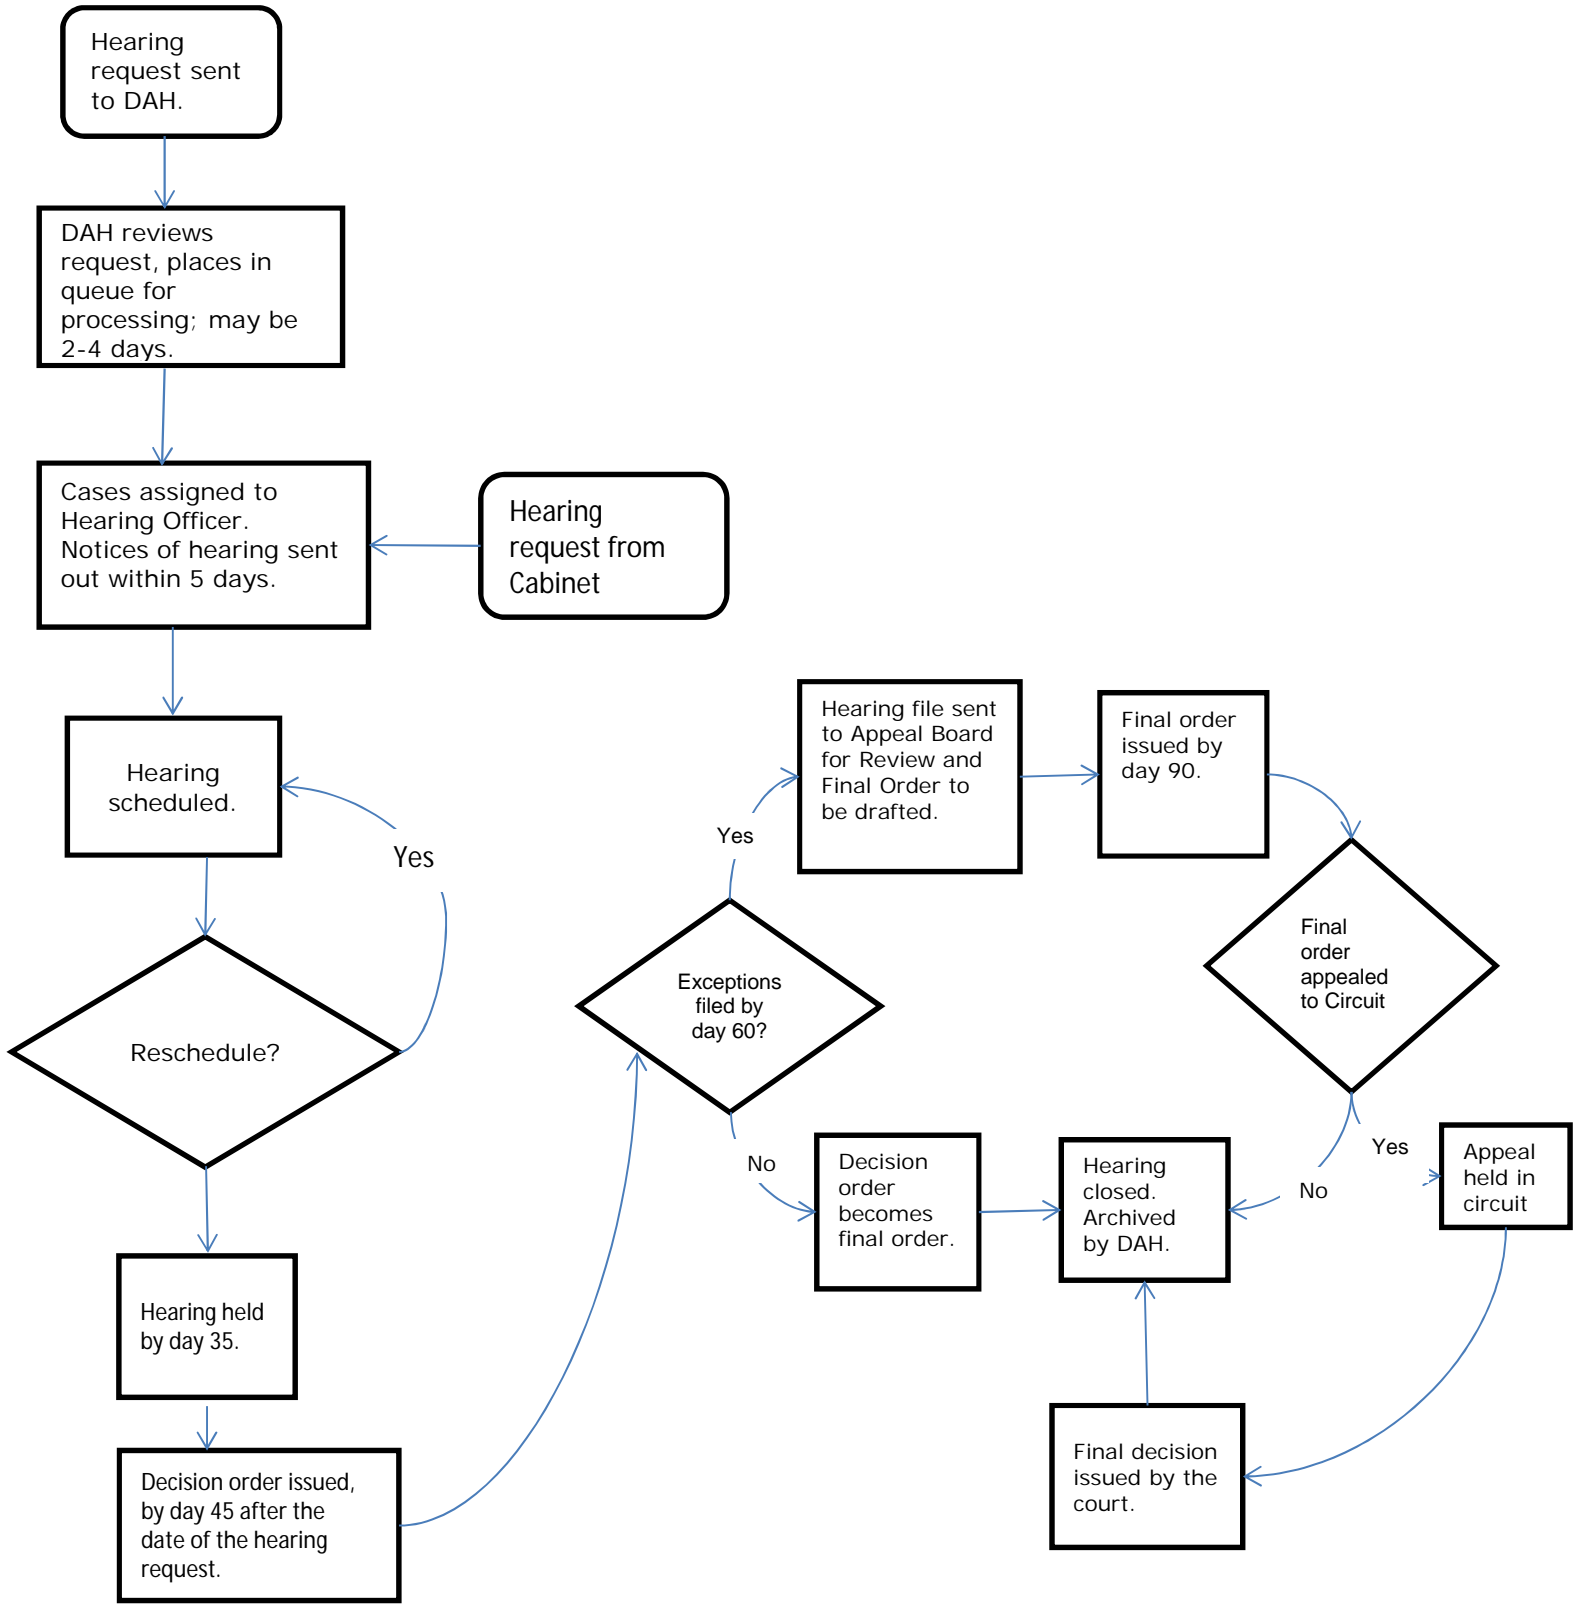 Hearing
request sent
to DAH.
DAH reviews
request, places in
queue for
processing; may be
2-4 days.
Cases assigned to
Hearing Officer.
Notices of hearing sent
out within 5 days.
Hearing
request from
Cabinet
Hearing
scheduled.
Yes
Reschedule?
Hearing held
by day 35.
Decision order issued,
by day 45 after the
date of the hearing
request.
Exceptions
filed by
day 60?
Yes
Hearing file sent
to Appeal Board
for Review and
Final Order to
be drafted.
Final order
issued by
day 90.
Final
order
appealed
to Circuit
No
Decision
order
becomes
final order.
Hearing
closed.
Archived
by DAH.
No
Yes
Appeal
held in
circuit
Final decision
issued by the
court.